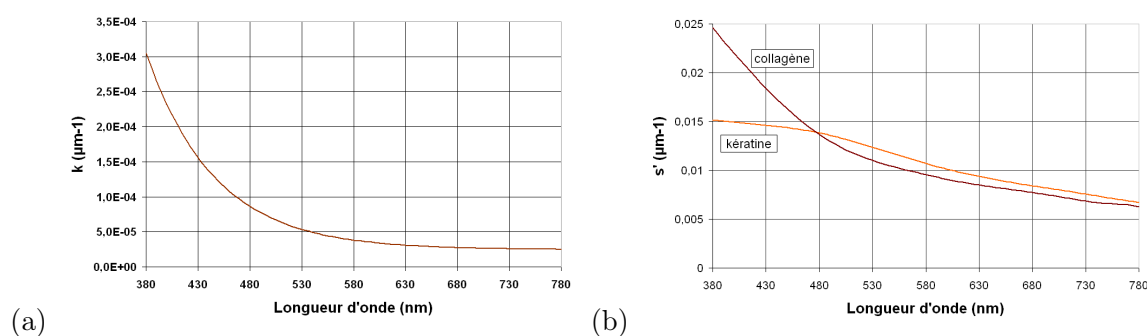 3,5E-04
3,0E-04
2,5E-04
2,0E-04
1,5E-04
1,0E-04
5,0E-05
0,0E+00
k (µm-1)
380 430 480 530 580 630 680 730 780
Longueur d'onde (nm)
(a)
0,025
0,02
0,015
0,01
0,005
0
s' (µm-1)
collagène
kératine
380 430 480 530 580 630 680 730 780
Longueur d'onde (nm)
(b)